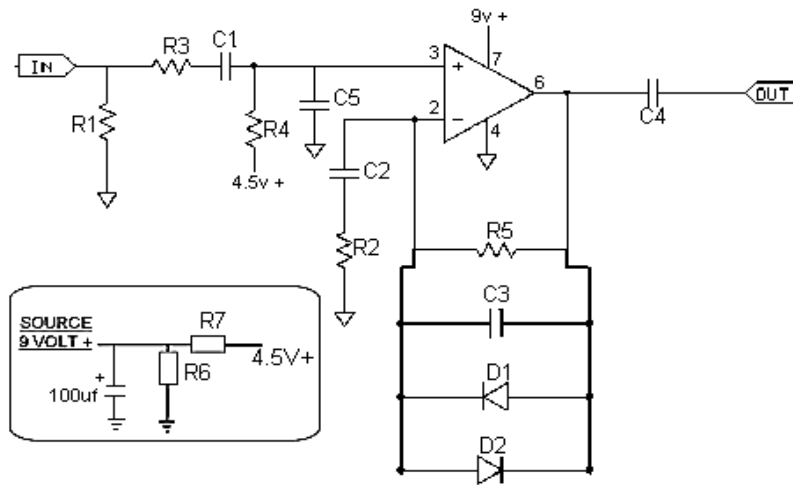 9v +
IN
R3
C1
3
+
7
6
R1
R4
C5
2
−
4
C4
OUT
4.5v +
C2
R2
R5
C3
D1
D2
SOURCE
9 VOLT +
R7
4.5V+
+
R6
100uf